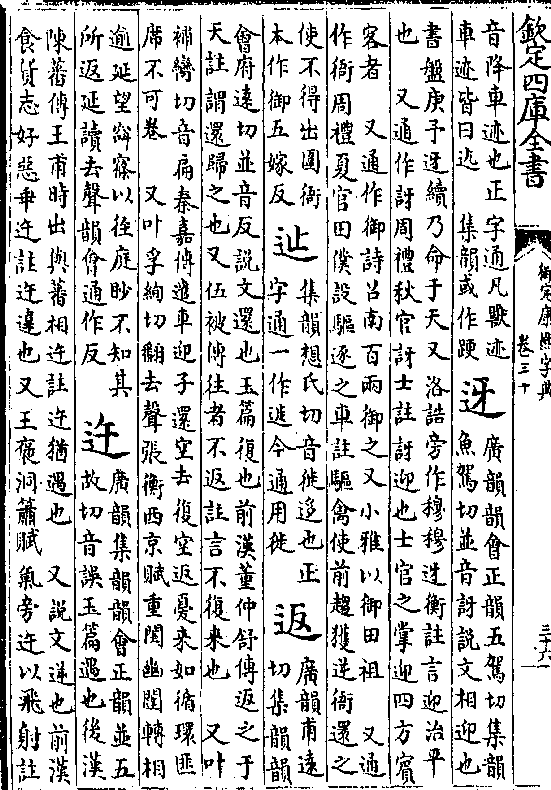 欽定四庫全書
御定康熙字典
卷三十
三十六
音降車迹也正字通凡獸迹
車迹皆曰迒 集韻或作䟘
迓
廣韻韻會正韻五駕切集韻
魚駕切並音訝說文相迎也
書盤庚予迓續乃命于天又洛誥旁作穆穆迓衡註言迎治平
也 又通作訝周禮秋官訝士註訝迎也士官之掌迎四方賓
客者 又通作御詩召南百兩御之又小雅以御田祖 又通
作衙周禮夏官田僕設驅逐之車註驅禽使前趨獲逆衙還之
使不得出圍衙
本作御五嫁反
𨑭
集韻想氏切音徙迻也正
字通一作今通用徙
返
廣韻甫遠
切集韻韻
會府遠切並音反說文還也玉篇復也前漢董仲舒傳返之于
天註謂還歸之也又伍被傳往者不返註言不復来也 又叶
補臠切音扁秦嘉傳遣車迎子還空去復空返憂来如循環匪
席不可卷 又叶孚絢切翻去聲張衡西京賦重閨幽闥轉相
逾延望䆗窱以徑庭眇不知其
所返延讀去聲韻會通作反
迕
廣韻集韻韻會正韻並五
故切音誤玉篇遇也後漢
陳蕃傳王甫時出與蕃相迕註迕猶遇也 又說文逆也前漢
食貨志好惡乖迕註迕違也又王褒洞簫賦氣旁迕以飛射註